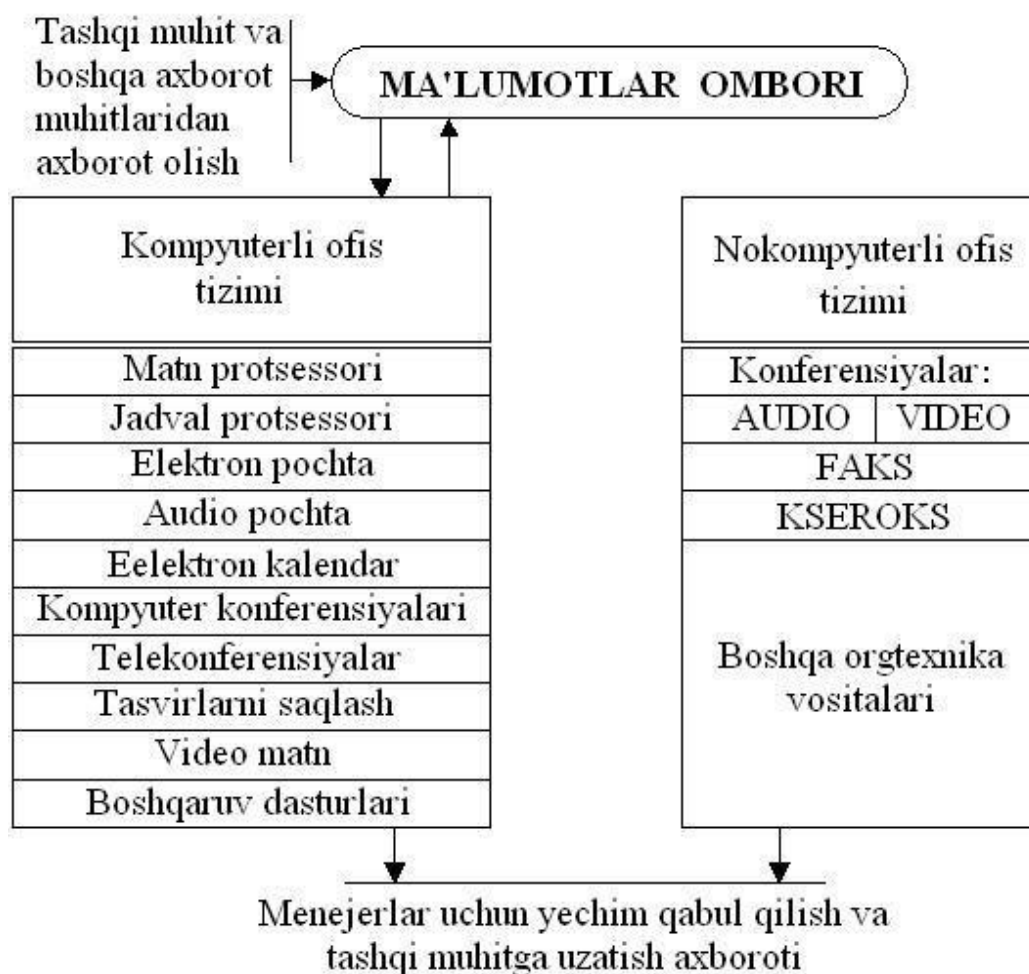 Tashqi muhit va
boshqa axborot
muhitlaridan
axborot olish
MA'LUMOTLAR OMBORI
Kompyuterli ofis
tizimi
Matn protsessori
Jadval protsessori
Elektron pochta
Audio pochta
Eelektron kalendar
Kompyuter konferensiyalari
Telekonferensiyalar
Tasvirlarni saqlash
Video matn
Boshqaruv dasturlari
Nokompyuterli ofis
tizimi
Konferensiyalar:
AUDIO VIDEO
FAKS
KSEROKS
Boshqa orgtexnika
vositalari
Menejerlar uchun yechim qabul qilish va
tashqi muhitga uzatish axboroti